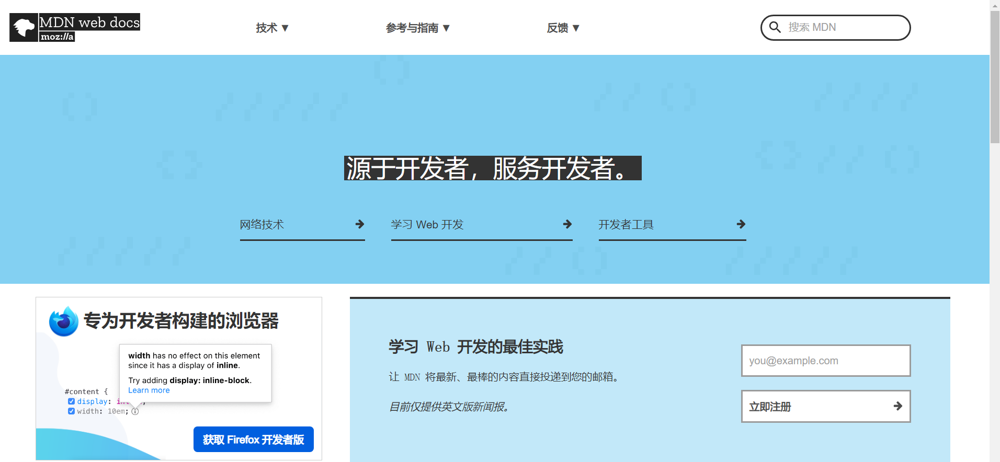 MDN web docs
moz://a
技术 ▼
参考与指南 ▼
反馈 ▼
搜索 MDN
源于开发者，服务开发者。
网络技术
学习 Web 开发
开发者工具
专为开发者构建的浏览器
width has no effect on this element
since it has a display of inline.
Try adding display: inline-block.
Learn more
#content {
display:
width: 10em;
获取 Firefox 开发者版
学习 Web 开发的最佳实践
让 MDN 将最新、最棒的内容直接投递到您的邮箱。
目前仅提供英文版新闻报。
you@example.com
立即注册